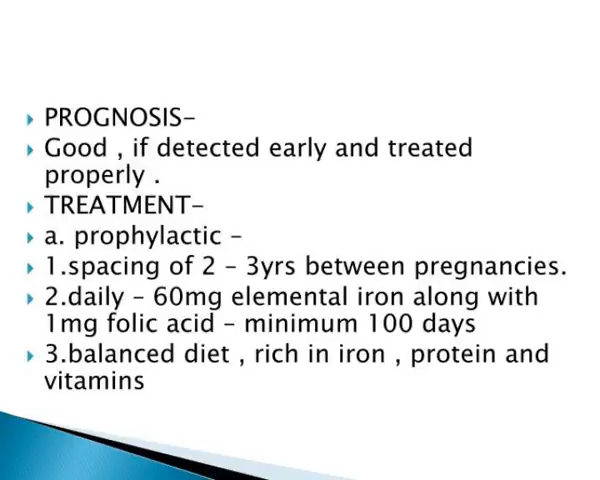 PROGNOSIS-
Good , if detected early and treated
properly .
TREATMENT-
a. prophylactic –
1.spacing of 2 – 3yrs between pregnancies.
2.daily – 60mg elemental iron along with
1mg folic acid – minimum 100 days
3.balanced diet , rich in iron , protein and
vitamins